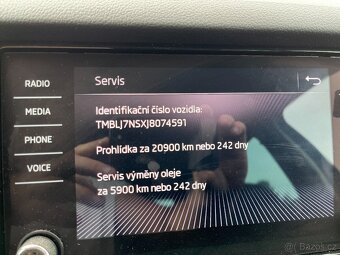 Servis
RADIO
MEDIA
PHONE
VOICE
Identifikační číslo vozidla:
TMBLJ7NSXJ8074591
Prohlídka za 20900 km nebo 242 dny
Servis výměny oleje
za 5900 km nebo 242 dny